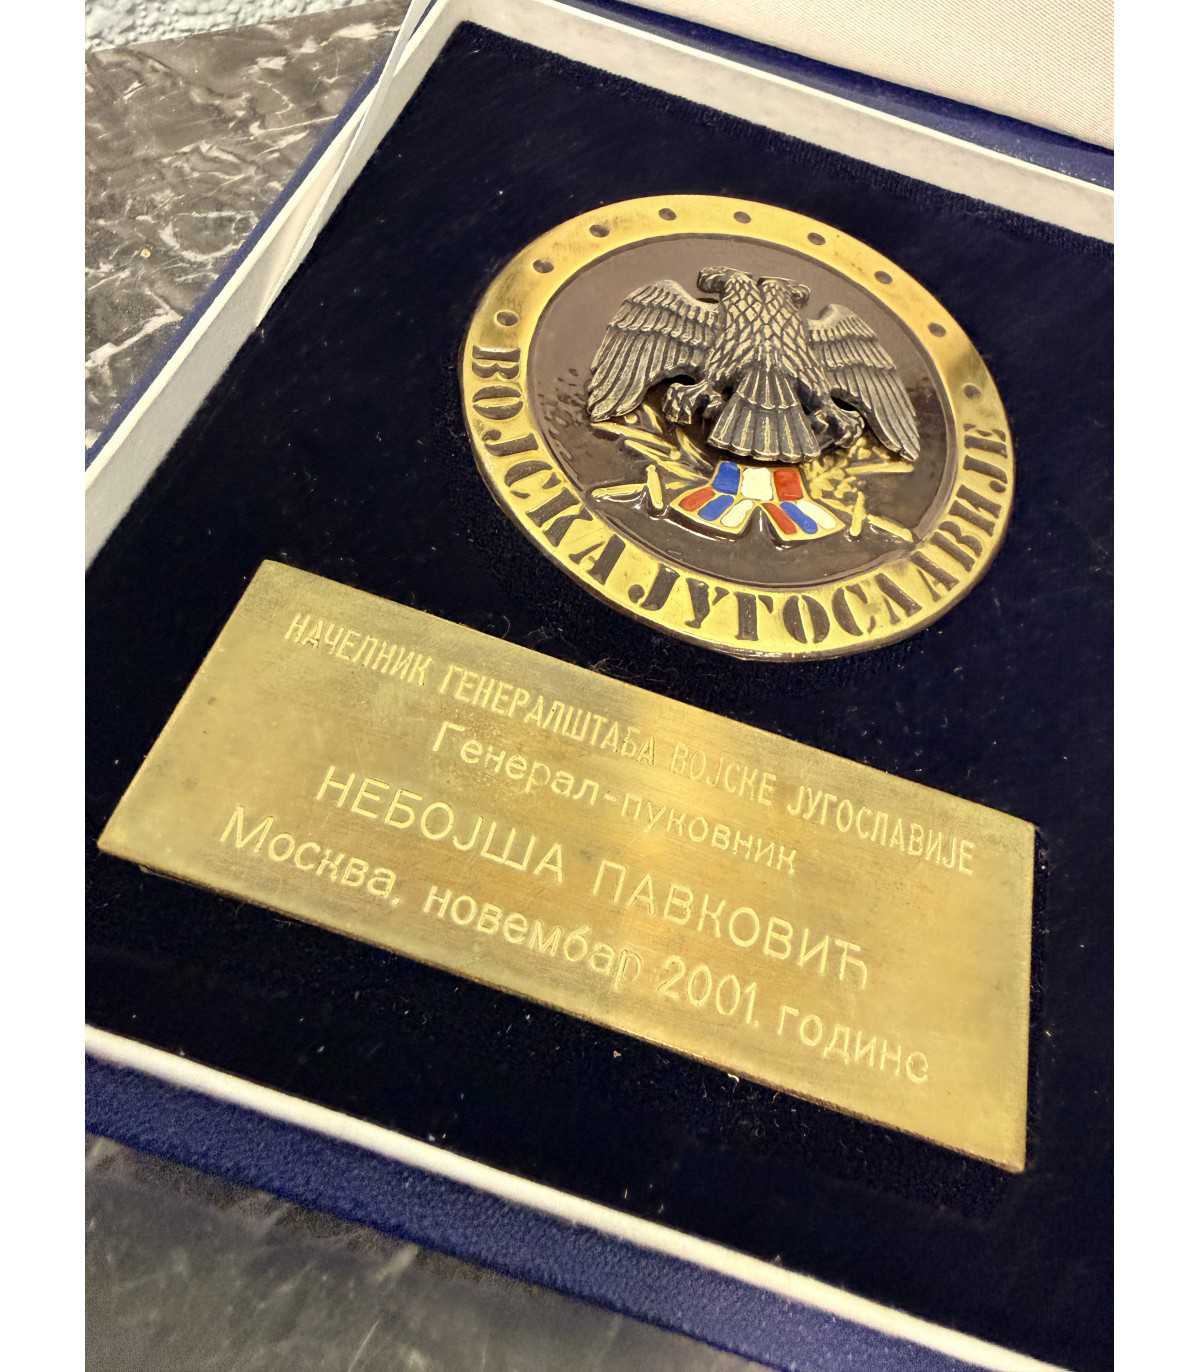 ВОЈСКА ЈУГОСЛАВИЈЕ
НАЧЕЛНИК ГЕНЕРАЛШТАБА ВОЈСКЕ ЈУГОСЛАВИЈЕ
Генерал-пуковник
НЕБОЈША ПАВКОВИЋ
Москва, новембар 2001. године